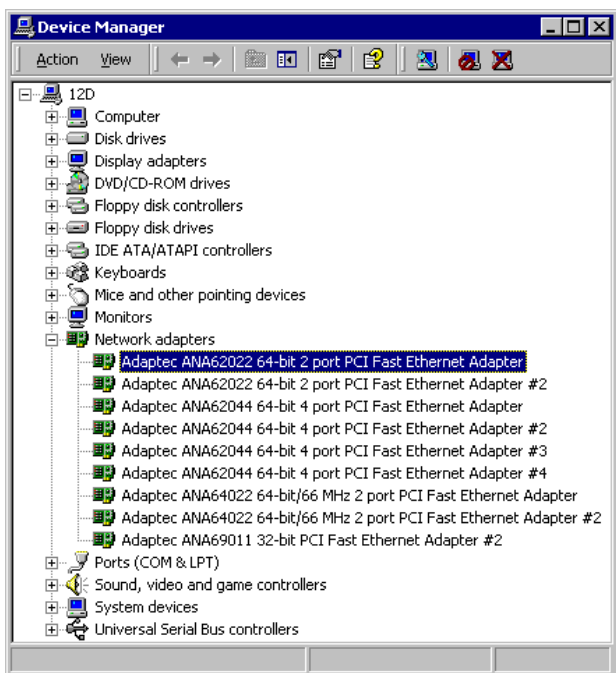 Device Manager
Action View
12D
Computer
Disk drives
Display adapters
DVD/CD-ROM drives
Floppy disk controllers
Floppy disk drives
IDE ATA/ATAPI controllers
Keyboards
Mice and other pointing devices
Monitors
Network adapters
Adaptec ANA62022 64-bit 2 port PCI Fast Ethernet Adapter
Adaptec ANA62022 64-bit 2 port PCI Fast Ethernet Adapter #2
Adaptec ANA62044 64-bit 4 port PCI Fast Ethernet Adapter
Adaptec ANA62044 64-bit 4 port PCI Fast Ethernet Adapter #2
Adaptec ANA62044 64-bit 4 port PCI Fast Ethernet Adapter #3
Adaptec ANA62044 64-bit 4 port PCI Fast Ethernet Adapter #4
Adaptec ANA64022 64-bit/66 MHz 2 port PCI Fast Ethernet Adapter
Adaptec ANA64022 64-bit/66 MHz 2 port PCI Fast Ethernet Adapter #2
Adaptec ANA69011 32-bit PCI Fast Ethernet Adapter #2
Ports (COM & LPT)
Sound, video and game controllers
System devices
Universal Serial Bus controllers